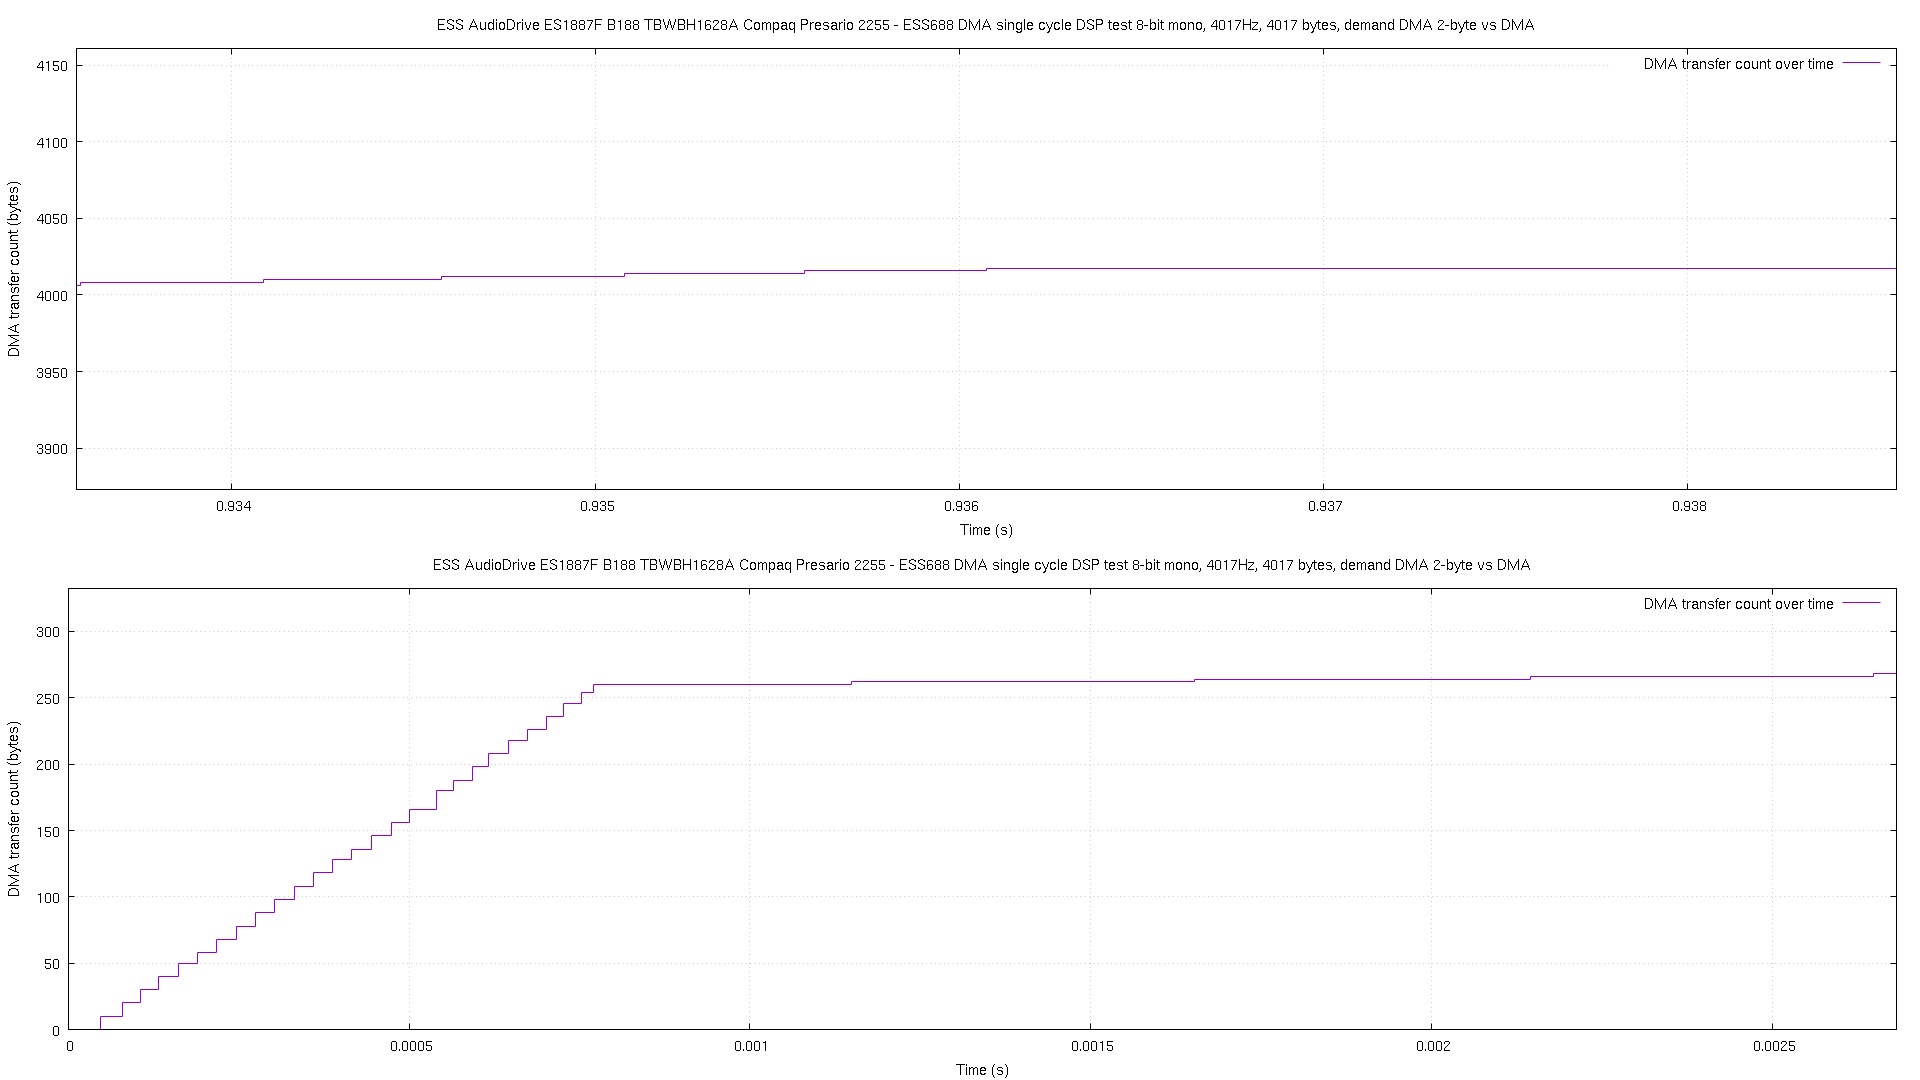 ESS AudioDrive ES1887F B188 TBWBH1628A Compaq Presario 2255 - ESS688 DMA single cycle DSP test 8-bit mono, 4017Hz, 4017 bytes, demand DMA 2-byte vs DMA
DMA transfer count over time
4150
4100
4050
4000
3950
3900
DMA transfer count (bytes)
0.934 0.935 0.936 0.937 0.938
Time (s)
ESS AudioDrive ES1887F B188 TBWBH1628A Compaq Presario 2255 - ESS688 DMA single cycle DSP test 8-bit mono, 4017Hz, 4017 bytes, demand DMA 2-byte vs DMA
DMA transfer count over time
300
250
200
150
100
50
0
DMA transfer count (bytes)
0 0.0005 0.001 0.0015 0.002 0.0025
Time (s)